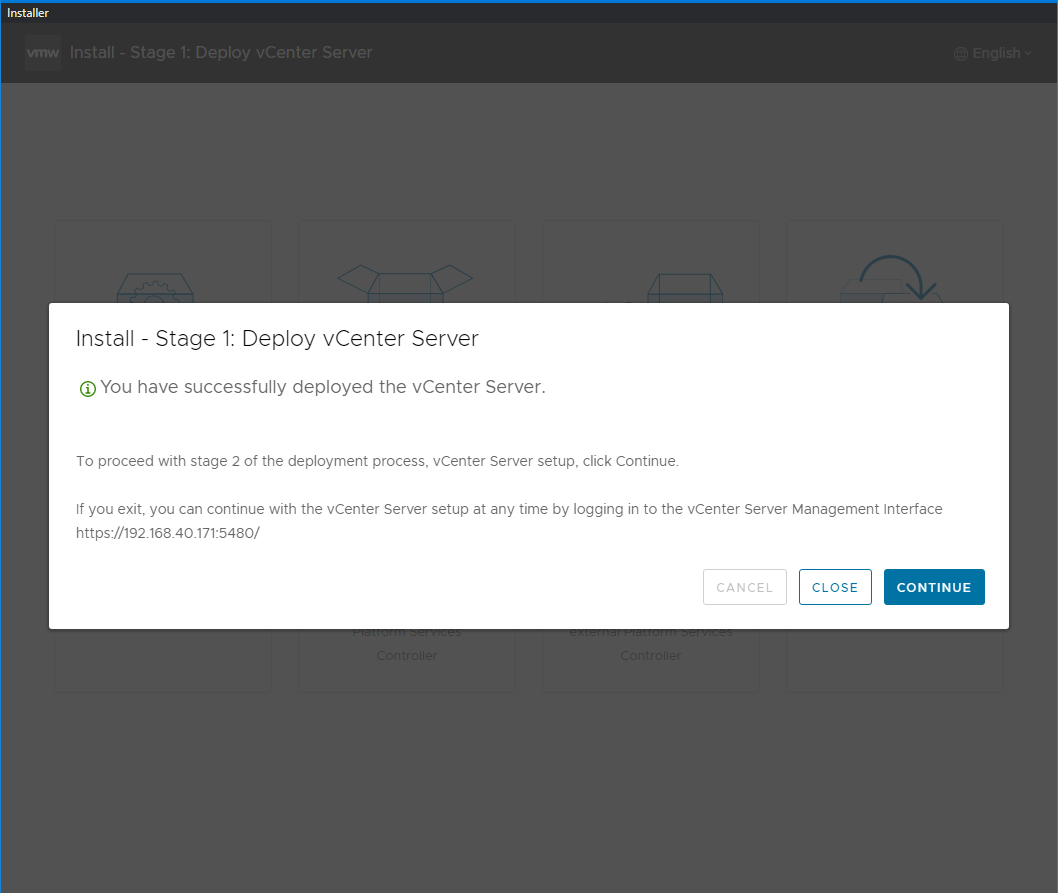 Installer
vmw Install - Stage 1: Deploy vCenter Server
English
Install - Stage 1: Deploy vCenter Server
You have successfully deployed the vCenter Server.
To proceed with stage 2 of the deployment process, vCenter Server setup, click Continue.
If you exit, you can continue with the vCenter Server setup at any time by logging in to the vCenter Server Management Interface
https://192.168.40.171:5480/
CANCEL CLOSE CONTINUE
Platform Services
Controller
external Platform Services
Controller